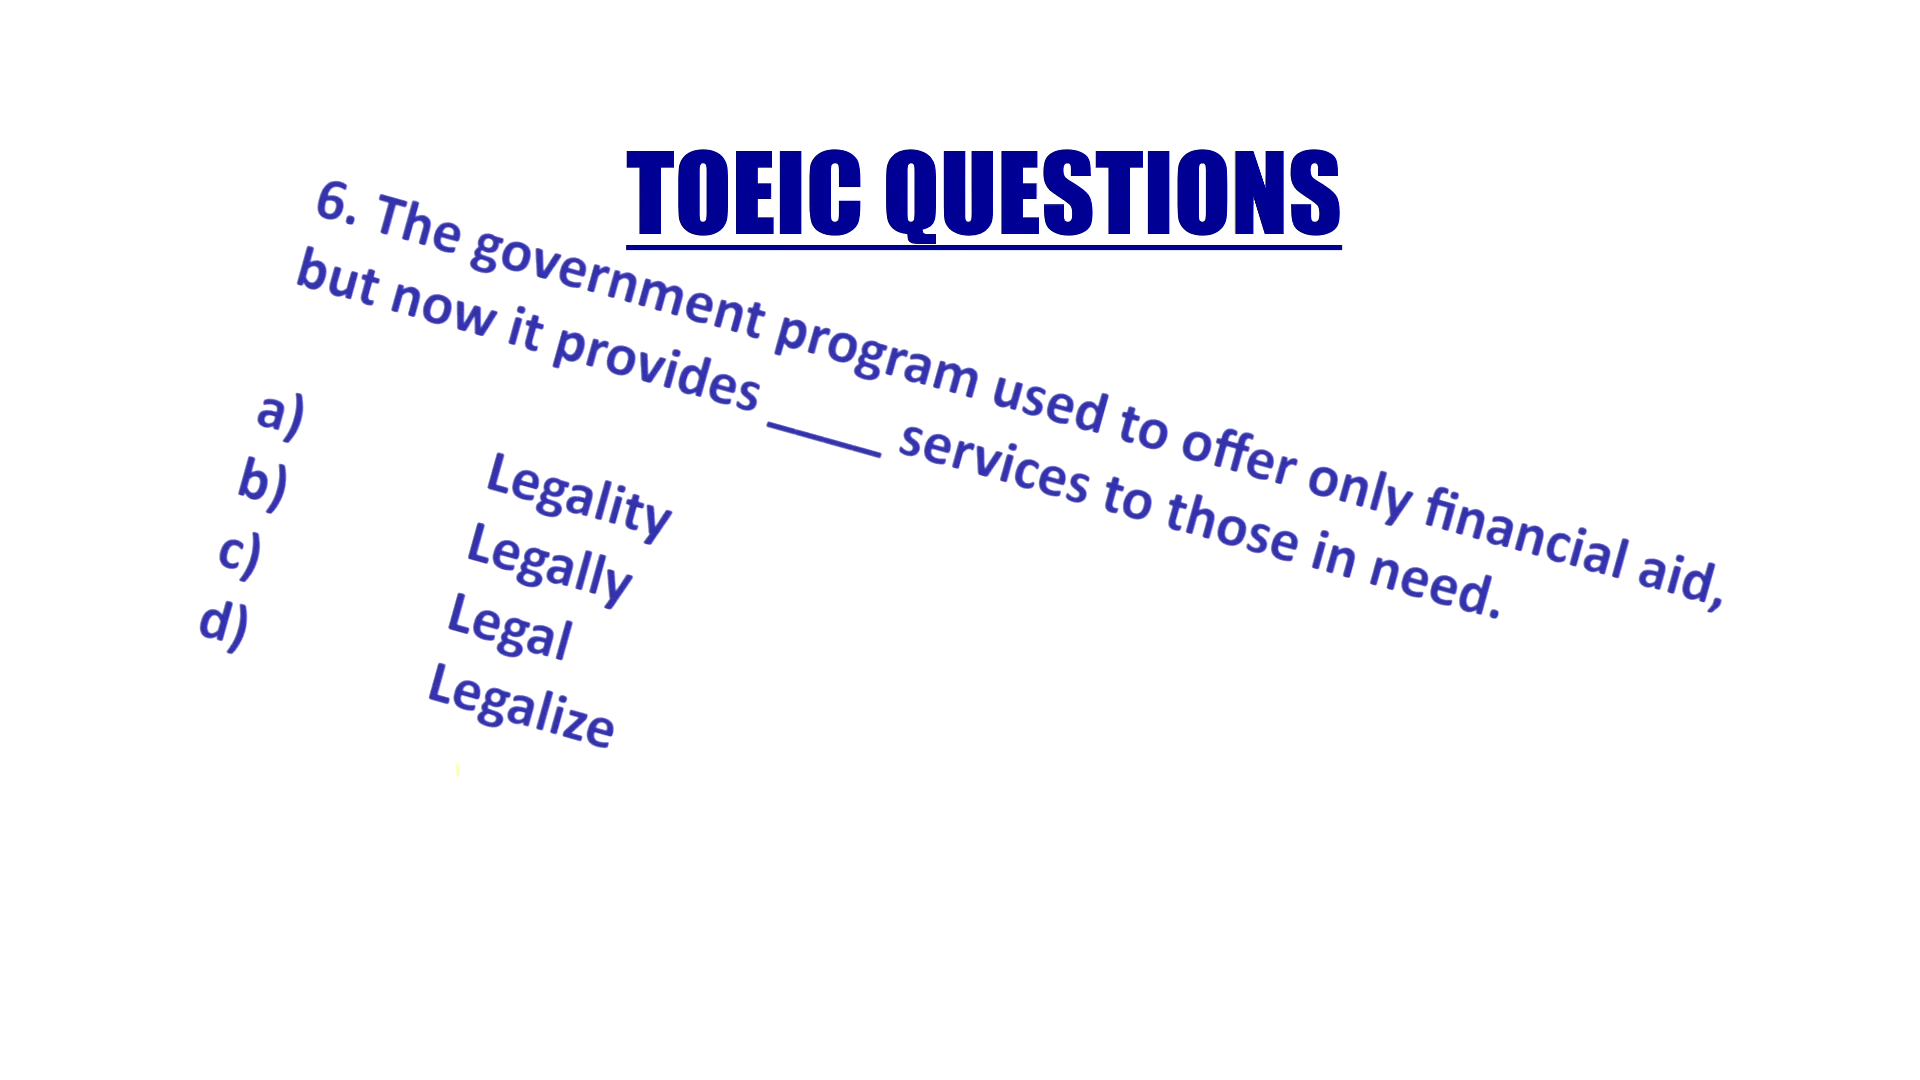 TOEIC QUESTIONS
6. The government program used to offer only financial aid,
but now it provides ____ services to those in need.
a) Legality
b) Legally
c) Legal
d) Legalize